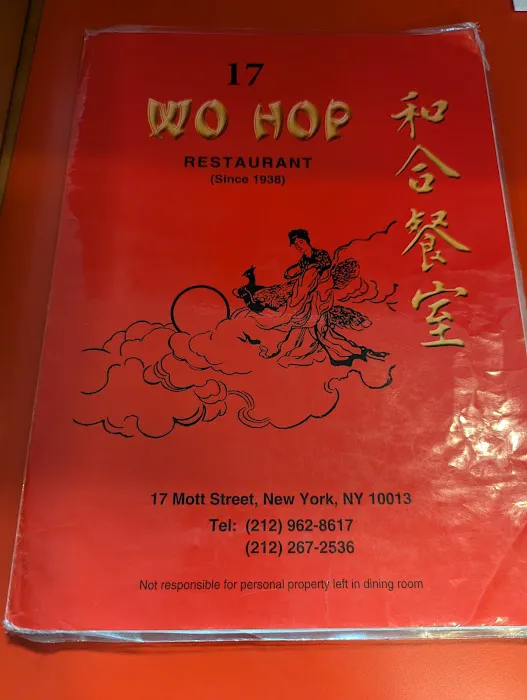 17
WO HOP
RESTAURANT
(Since 1938)
和合餐室
17 Mott Street, New York, NY 10013
Tel: (212) 962-8617
(212) 267-2536
Not responsible for personal property left in dining room